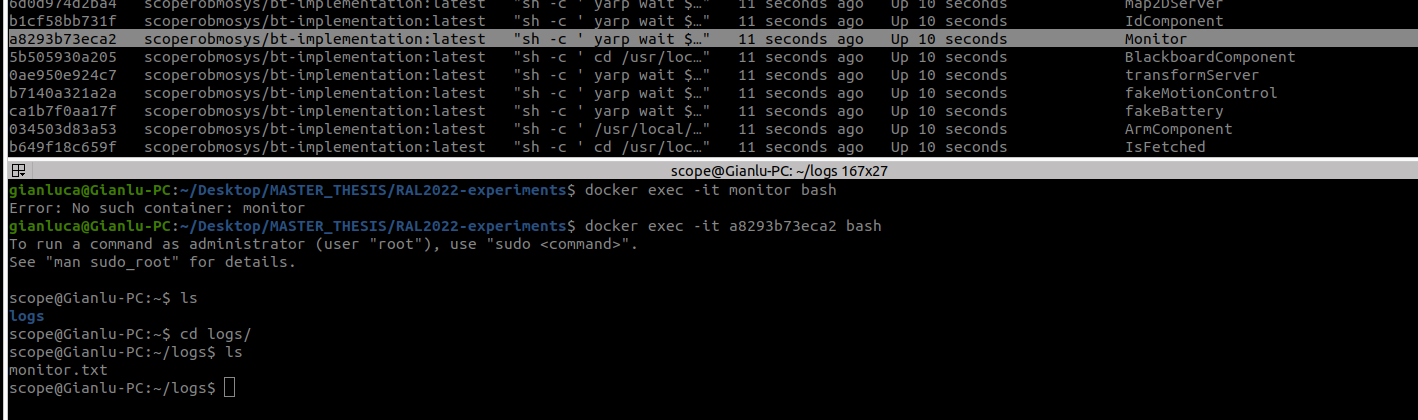 6d0d974d2ba4 scoperobmosys/bt-implementation:latest "sh -c ' yarp wait $…" 11 seconds ago Up 10 seconds Map2DServer
b1cf58bb731f scoperobmosys/bt-implementation:latest "sh -c ' yarp wait $…" 11 seconds ago Up 10 seconds IdComponent
a8293b73eca2 scoperobmosys/bt-implementation:latest "sh -c ' yarp wait $…" 11 seconds ago Up 10 seconds Monitor
5b505930a205 scoperobmosys/bt-implementation:latest "sh -c ' cd /usr/loc…" 11 seconds ago Up 10 seconds BlackboardComponent
0ae950e924c7 scoperobmosys/bt-implementation:latest "sh -c ' yarp wait $…" 11 seconds ago Up 10 seconds transformServer
b7140a321a2a scoperobmosys/bt-implementation:latest "sh -c ' yarp wait $…" 11 seconds ago Up 10 seconds fakeMotionControl
ca1b7f0aa17f scoperobmosys/bt-implementation:latest "sh -c ' yarp wait $…" 11 seconds ago Up 10 seconds fakeBattery
034503d83a53 scoperobmosys/bt-implementation:latest "sh -c ' /usr/local/…" 11 seconds ago Up 10 seconds ArmComponent
b649f18c659f scoperobmosys/bt-implementation:latest "sh -c ' cd /usr/loc…" 11 seconds ago Up 10 seconds IsFetched
scope@Gianlu-PC: ~/logs 167x27
gianluca@Gianlu-PC:~/Desktop/MASTER_THESIS/RAL2022-experiments$ docker exec -it monitor bash
Error: No such container: monitor
gianluca@Gianlu-PC:~/Desktop/MASTER_THESIS/RAL2022-experiments$ docker exec -it a8293b73eca2 bash
To run a command as administrator (user "root"), use "sudo <command>".
See "man sudo_root" for details.
scope@Gianlu-PC:~$ ls
logs
scope@Gianlu-PC:~$ cd logs/
scope@Gianlu-PC:~/logs$ ls
monitor.txt
scope@Gianlu-PC:~/logs$